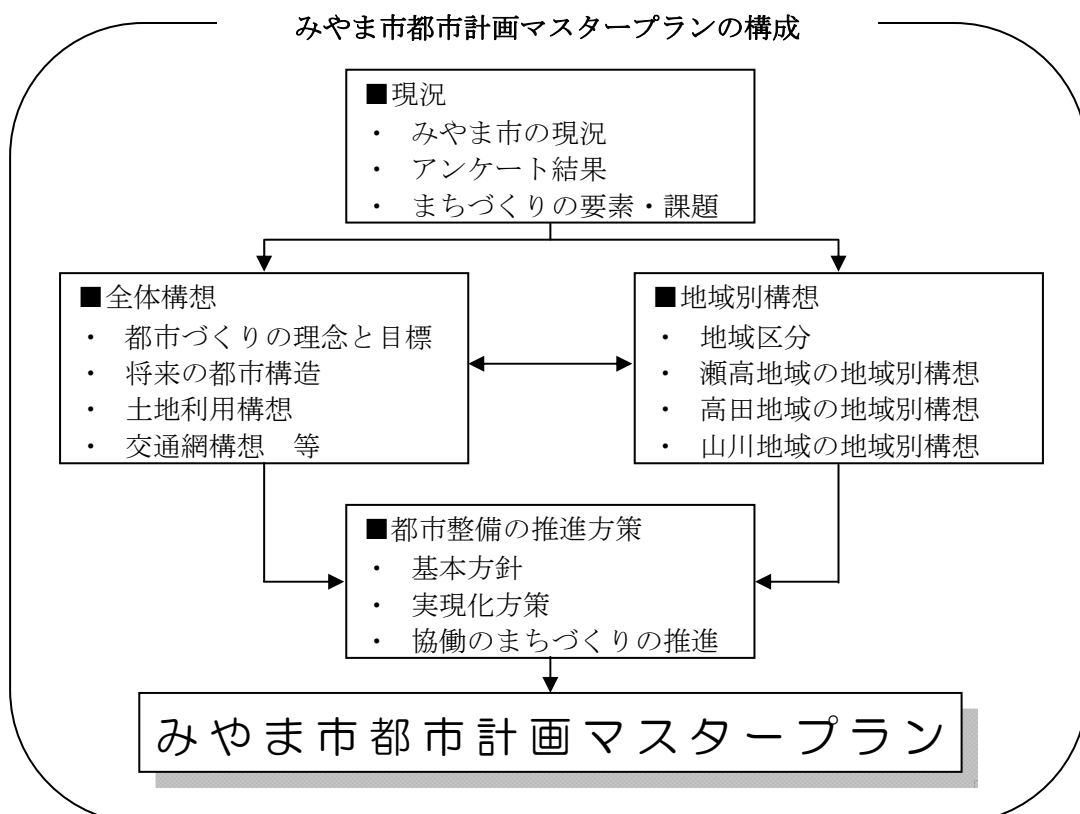 みやま市都市計画マスタープランの構成
■現況
・ みやま市の現況
・ アンケート結果
・ まちづくりの要素・課題
■全体構想
・ 都市づくりの理念と目標
・ 将来の都市構造
・ 土地利用構想
・ 交通網構想　等
■地域別構想
・ 地域区分
・ 瀬高地域の地域別構想
・ 高田地域の地域別構想
・ 山川地域の地域別構想
■都市整備の推進方策
・ 基本方針
・ 実現化方策
・ 協働のまちづくりの推進
みやま市都市計画マスタープラン